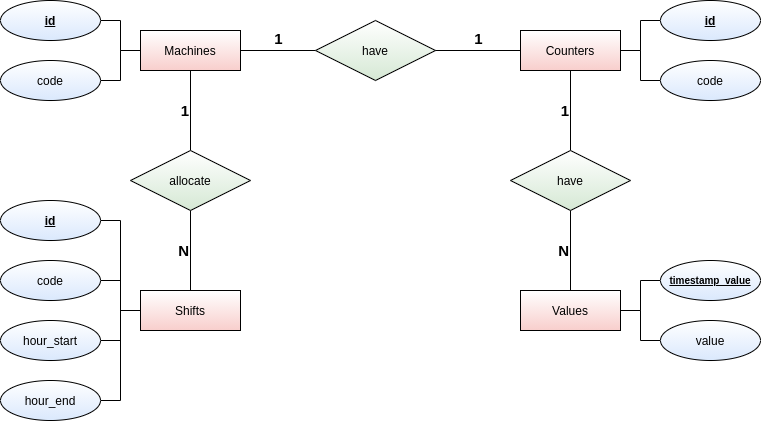 id
Machines
1
have
1
Counters
id
code
code
1
1
allocate
have
id
N
N
code
timestamp_value
Shifts
Values
hour_start
value
hour_end